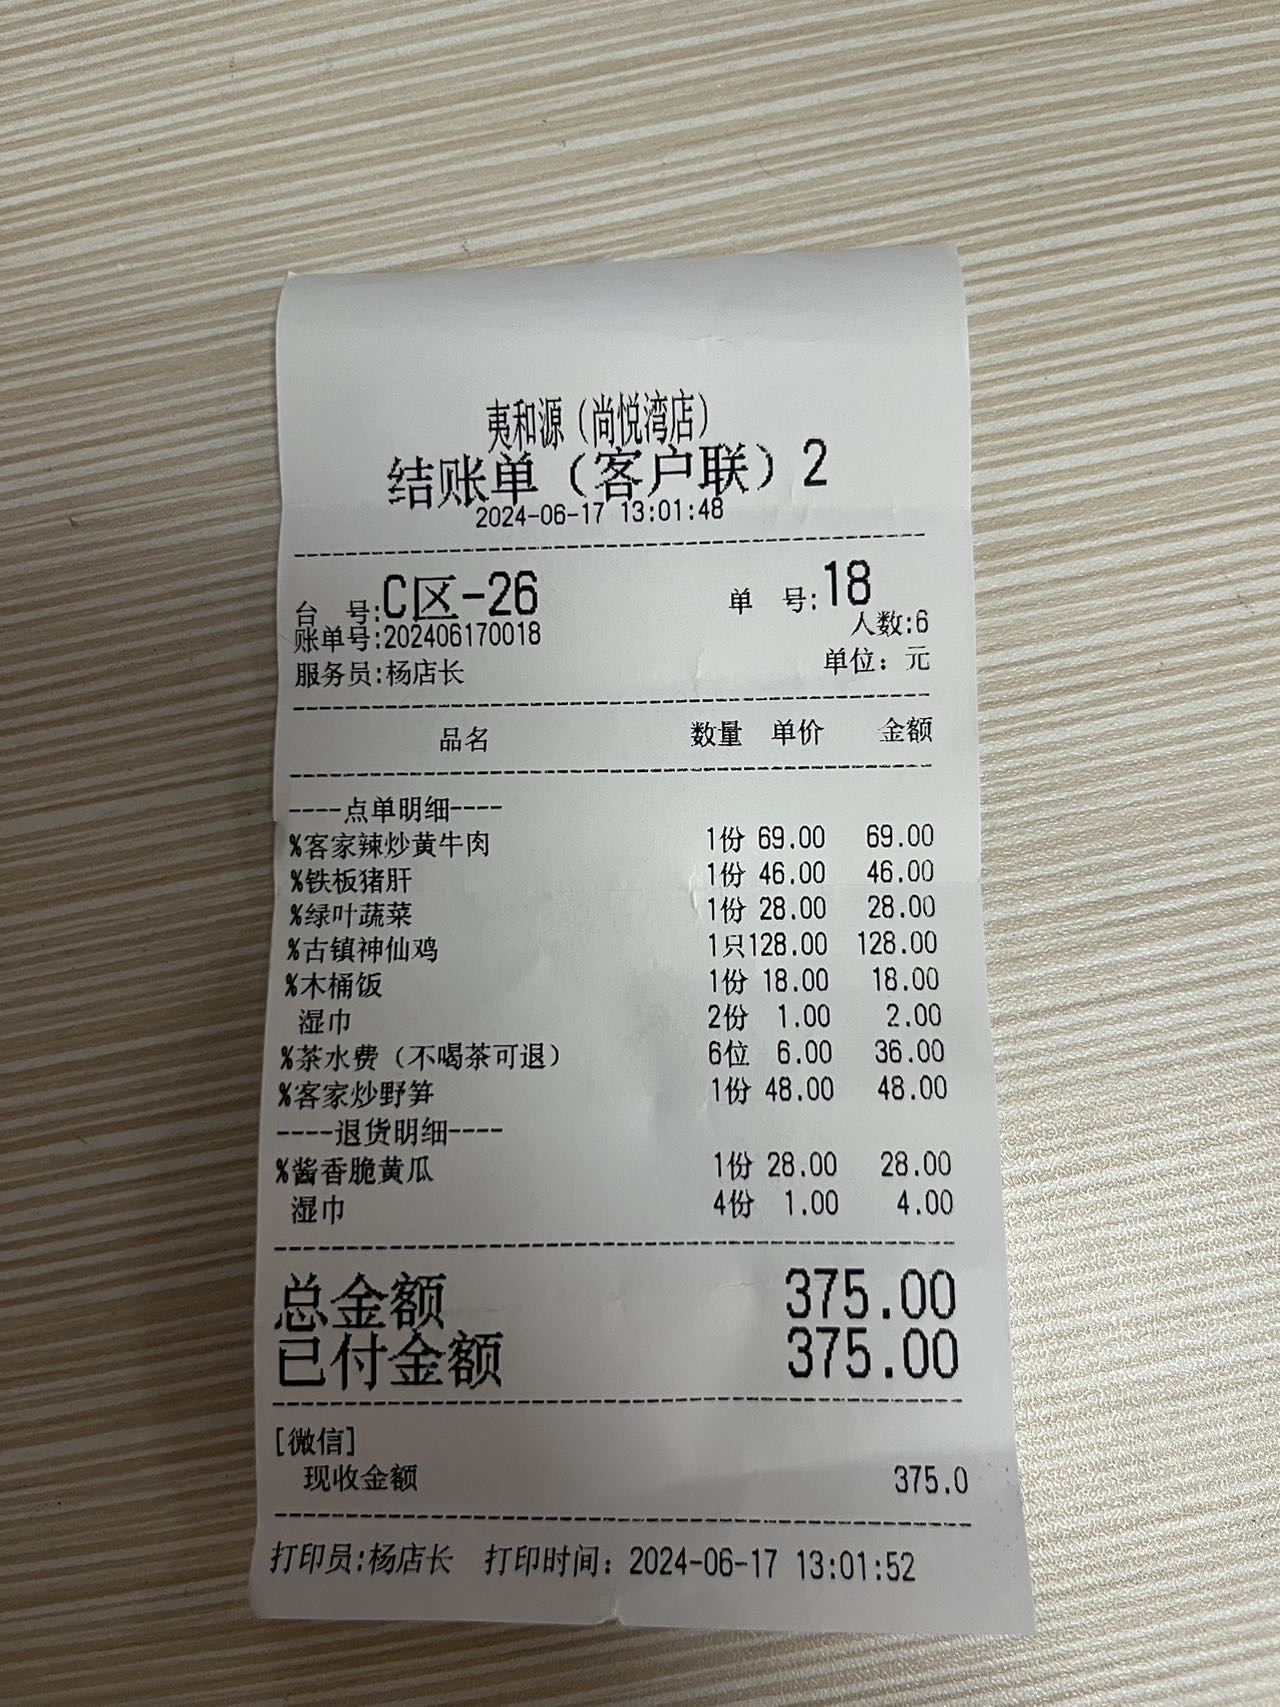 夷和源（尚悦湾店）
结账单（客户联）2
2024-06-17 13:01:48
台 号:C区-26 单 号:18
账单号:202406170018 人数:6
服务员:杨店长 单位：元
品名 数量 单价 金额
----点单明细----
%客家辣炒黄牛肉 1份 69.00 69.00
%铁板猪肝 1份 46.00 46.00
%绿叶蔬菜 1份 28.00 28.00
%古镇神仙鸡 1只128.00 128.00
%木桶饭 1份 18.00 18.00
湿巾 2份 1.00 2.00
%茶水费（不喝茶可退） 6位 6.00 36.00
%客家炒野笋 1份 48.00 48.00
----退货明细----
%酱香脆黄瓜 1份 28.00 28.00
湿巾 4份 1.00 4.00
总金额 375.00
已付金额 375.00
[微信]
现收金额 375.0
打印员:杨店长 打印时间：2024-06-17 13:01:52